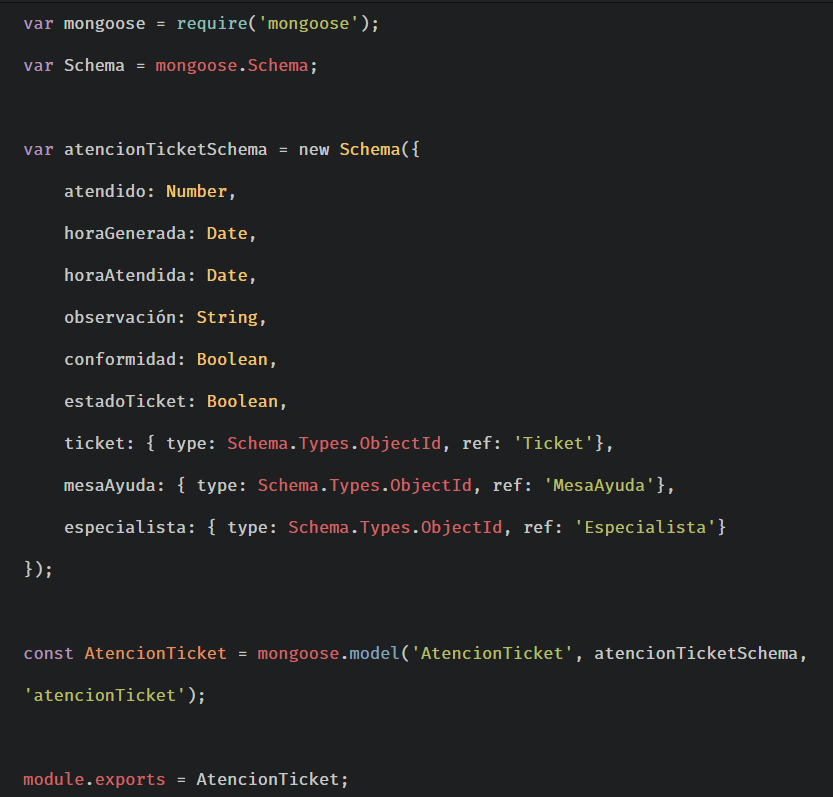 var mongoose = require('mongoose');
var Schema = mongoose.Schema;
var atencionTicketSchema = new Schema({
    atendido: Number,
    horaGenerada: Date,
    horaAtendida: Date,
    observación: String,
    conformidad: Boolean,
    estadoTicket: Boolean,
    ticket: { type: Schema.Types.ObjectId, ref: 'Ticket'},
    mesaAyuda: { type: Schema.Types.ObjectId, ref: 'MesaAyuda'},
    especialista: { type: Schema.Types.ObjectId, ref: 'Especialista'}
});
const AtencionTicket = mongoose.model('AtencionTicket', atencionTicketSchema,
'atencionTicket');
module.exports = AtencionTicket;